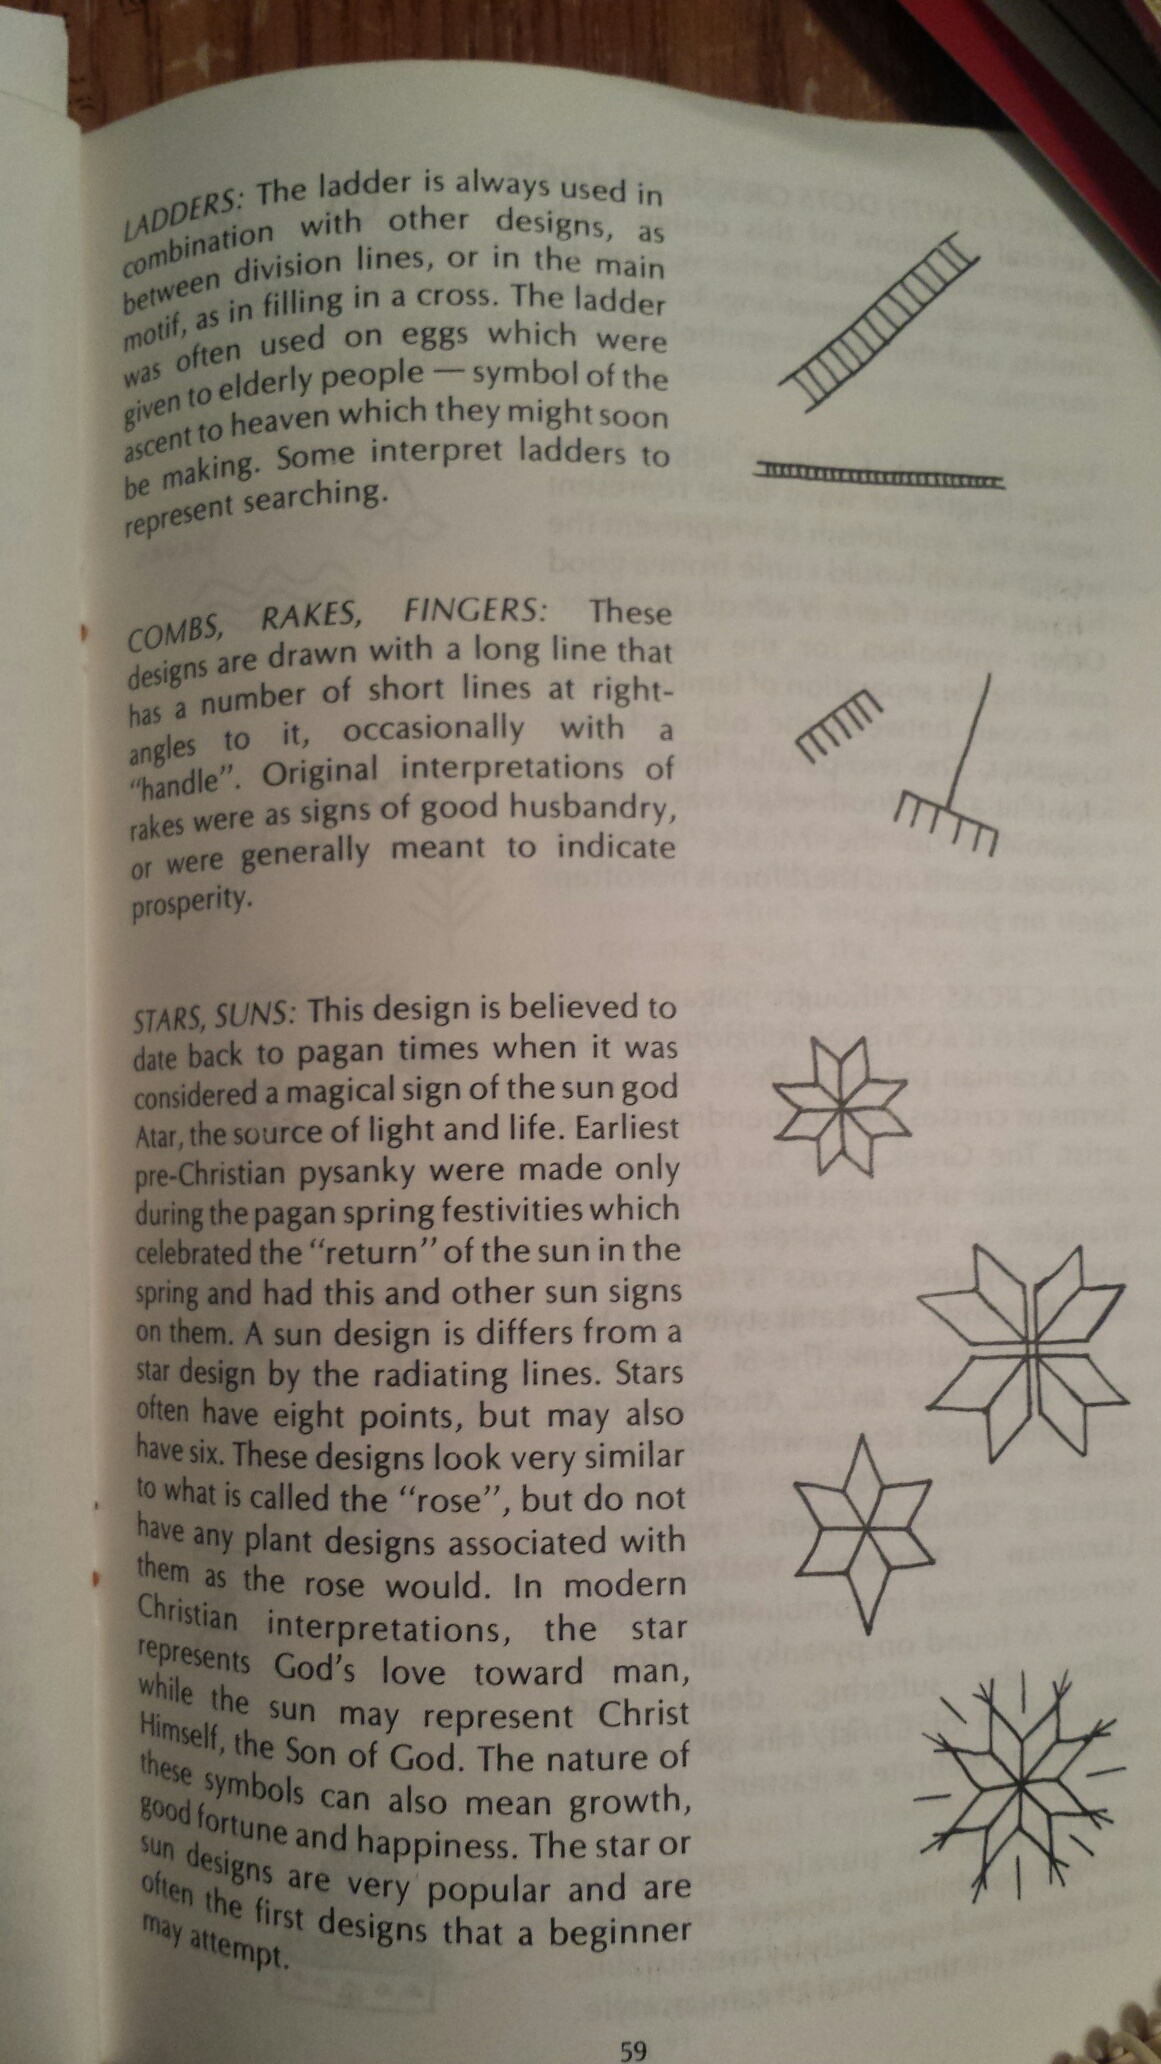 LADDERS: The ladder is always used in
combination with other designs, as
between division lines, or in the main
motif, as in filling in a cross. The ladder
was often used on eggs which were
given to elderly people — symbol of the
ascent to heaven which they might soon
be making. Some interpret ladders to
represent searching.
COMBS, RAKES, FINGERS: These
designs are drawn with a long line that
has a number of short lines at right-
angles to it, occasionally with a
“handle”. Original interpretations of
rakes were as signs of good husbandry,
or were generally meant to indicate
prosperity.
STARS, SUNS: This design is believed to
date back to pagan times when it was
considered a magical sign of the sun god
Atar, the source of light and life. Earliest
pre-Christian pysanky were made only
during the pagan spring festivities which
celebrated the “return” of the sun in the
spring and had this and other sun signs
on them. A sun design is differs from a
star design by the radiating lines. Stars
often have eight points, but may also
have six. These designs look very similar
to what is called the “rose”, but do not
have any plant designs associated with
them as the rose would. In modern
Christian interpretations, the star
represents God’s love toward man,
while the sun may represent Christ
Himself, the Son of God. The nature of
these symbols can also mean growth,
good fortune and happiness. The star or
sun designs are very popular and are
often the first designs that a beginner
may attempt.
59